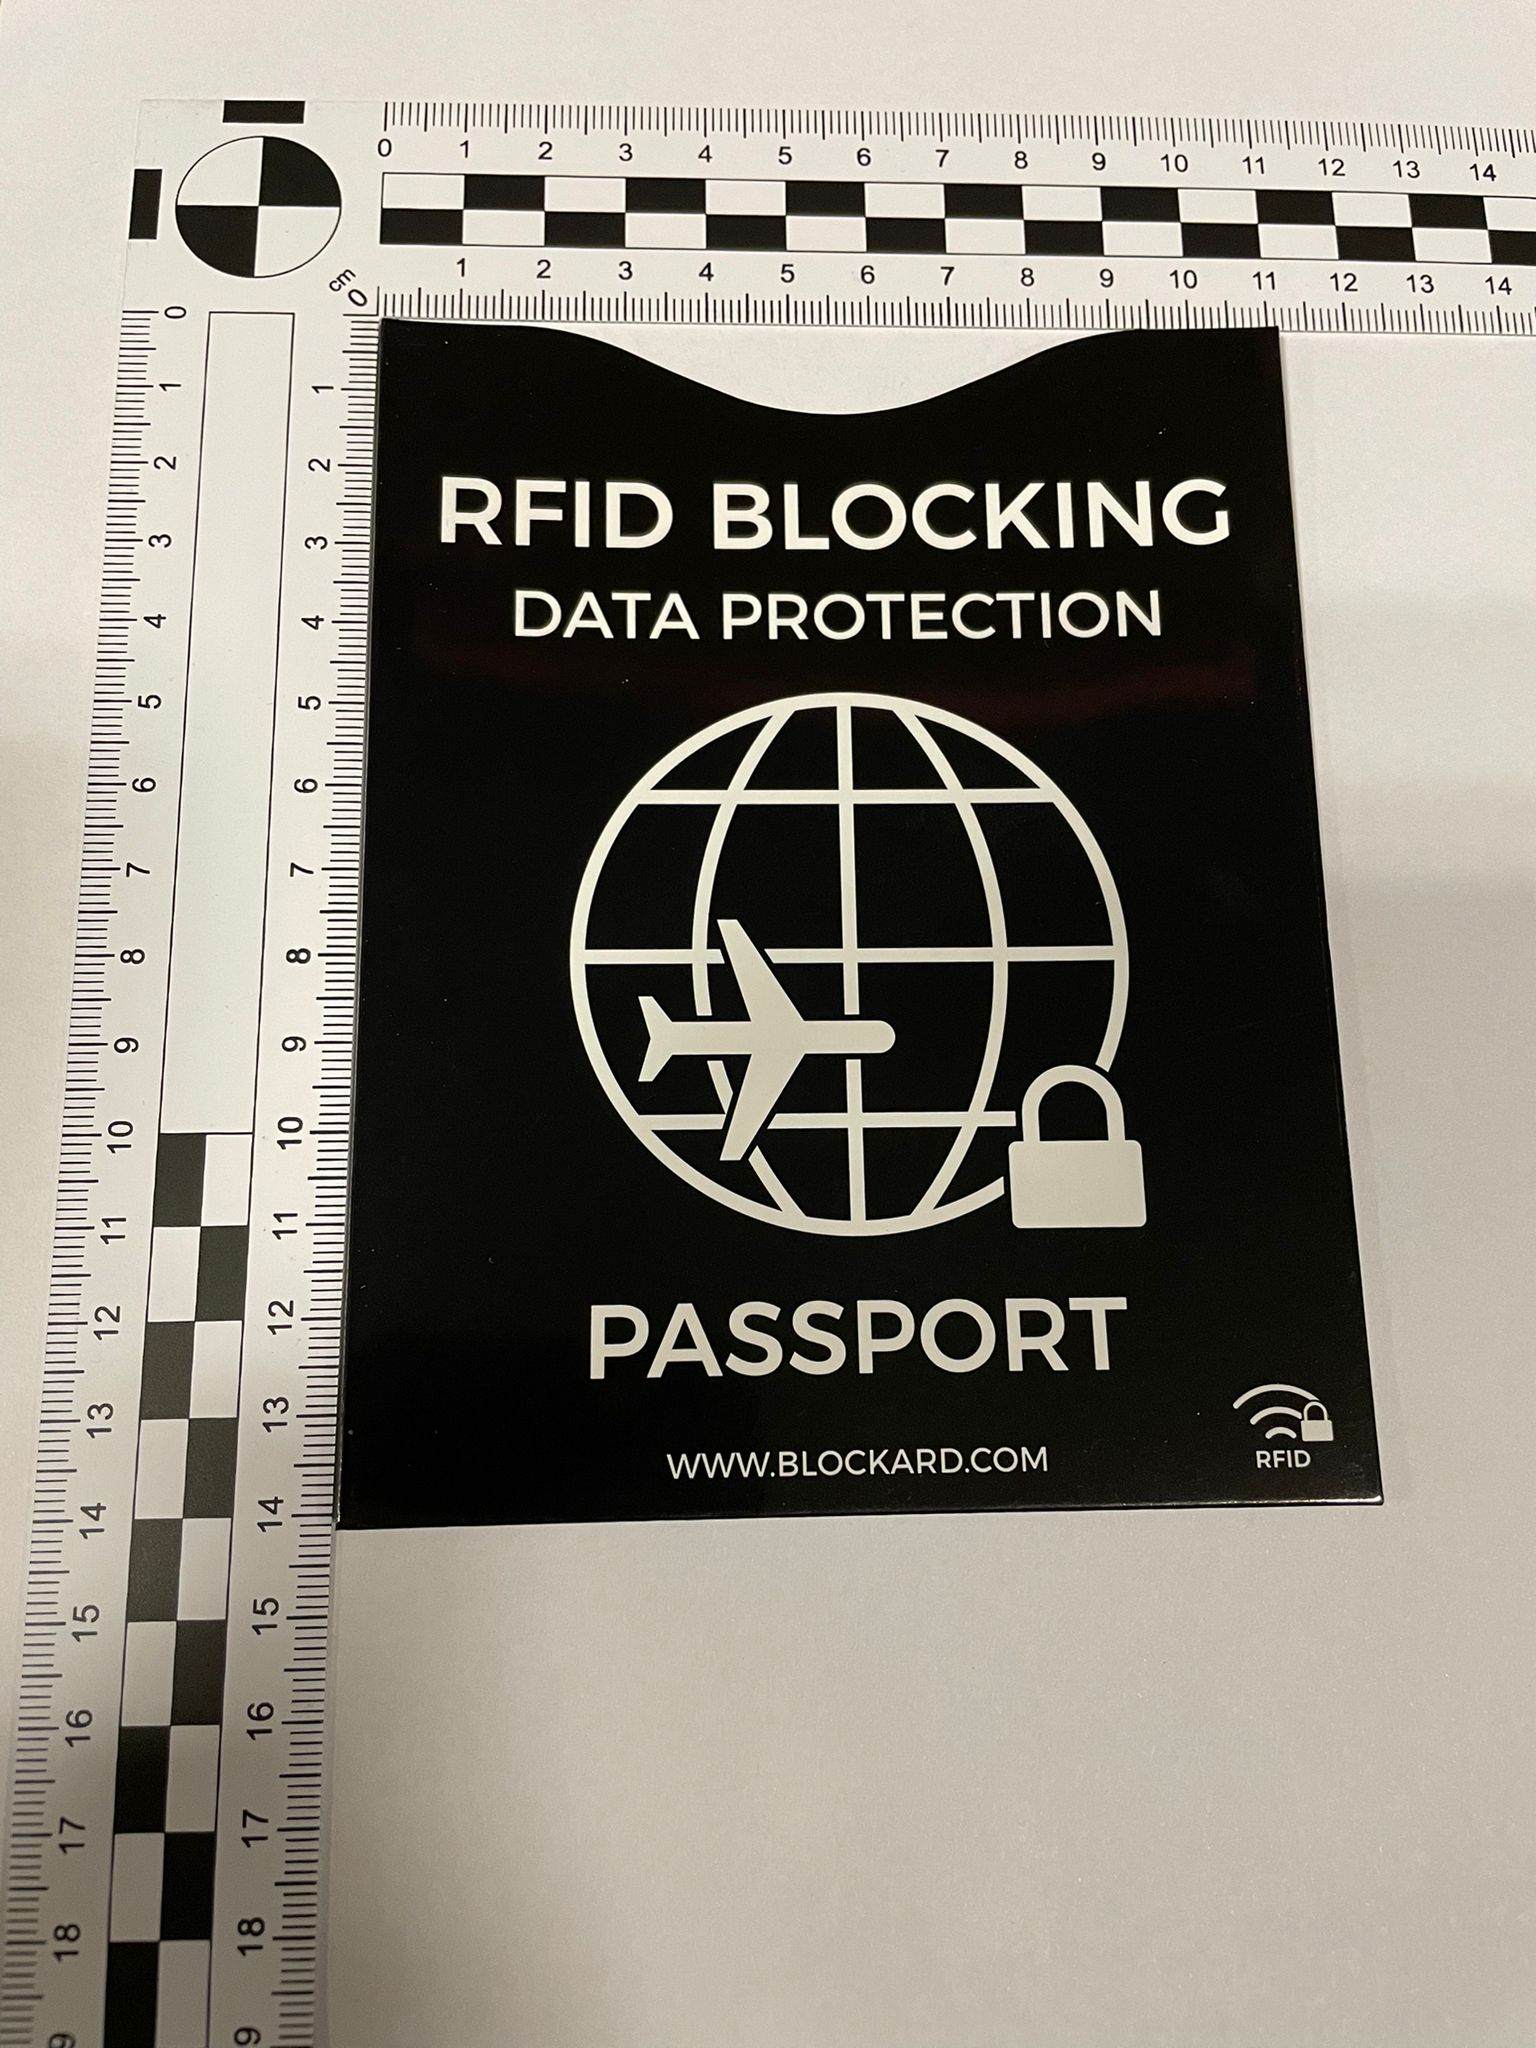 0 1 2 3 4 5 6 7 8 9 10 11 12 13 14
1 2 3 4 5 6 7 8 9 10 11 12 13 14
cm 0
0 1 2 3 4 5 6 7 8 9 10 11 12 13 14 15 16 17 18 9
1 2 3 4 5 6 7 8 9 10 11 12 13 14 15 16 17 18 9
RFID BLOCKING
DATA PROTECTION
PASSPORT
WWW.BLOCKARD.COM
RFID